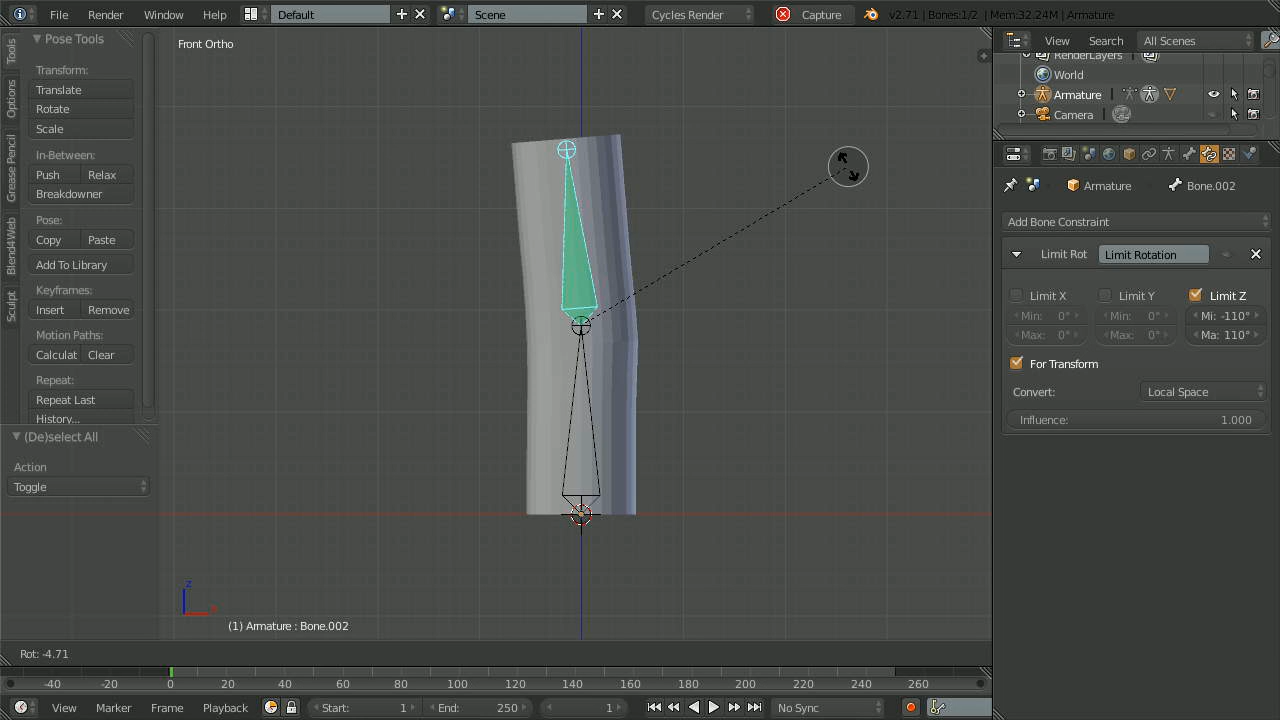 File Render Window Help Default Scene Cycles Render Capture v2.71 | Bones:1/2 | Mem:32.24M | Armature
Tools
Options
Grease Pencil
Blend4Web
Sculpt
Pose Tools
Transform:
Translate
Rotate
Scale
In-Between:
Push Relax
Breakdowner
Pose:
Copy Paste
Add To Library
Keyframes:
Insert Remove
Motion Paths:
Calculat Clear
Repeat:
Repeat Last
History...
(De)select All
Action
Toggle
Front Ortho
z
(1) Armature : Bone.002
View Search All Scenes
RenderLayers
World
Armature
Camera
Armature Bone.002
Add Bone Constraint
Limit Rot Limit Rotation
Limit X Limit Y Limit Z
Min: 0° Min: 0° Mi: -110°
Max: 0° Max: 0° Ma: 110°
For Transform
Convert: Local Space
Influence: 1.000
Rot: -4.71
-40 -20 0 20 40 60 80 100 120 140 160 180 200 220 240 260
View Marker Frame Playback Start: 1 End: 250 1 No Sync